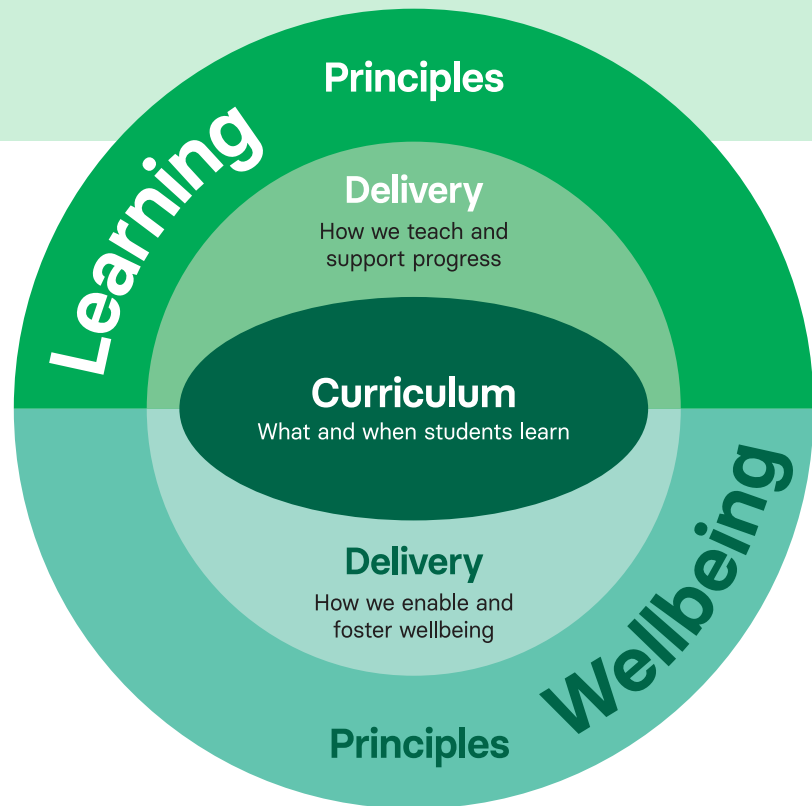 Principles
Learning
Delivery
How we teach and
support progress
Curriculum
What and when students learn
Delivery
How we enable and
foster wellbeing
Wellbeing
Principles